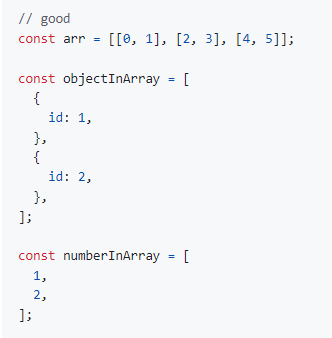 // good
const arr = [[0, 1], [2, 3], [4, 5]];

const objectInArray = [
  {
    id: 1,
  },
  {
    id: 2,
  },
];

const numberInArray = [
  1,
  2,
];